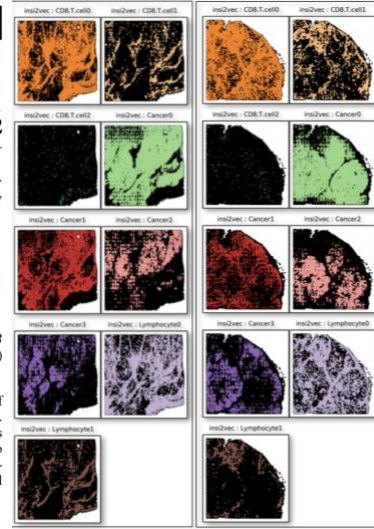 insi2vec : CD8.T.cell0 insi2vec : CD8.T.cell1
insi2vec : CD8.T.cell2 insi2vec : Cancer0
insi2vec : Cancer1 insi2vec : Cancer2
insi2vec : Cancer3 insi2vec : Lymphocyte0
insi2vec : Lymphocyte1
insi2vec : CD8.T.cell0 insi2vec : CD8.T.cell1
insi2vec : CD8.T.cell2 insi2vec : Cancer0
insi2vec : Cancer1 insi2vec : Cancer2
insi2vec : Cancer3 insi2vec : Lymphocyte0
insi2vec : Lymphocyte1